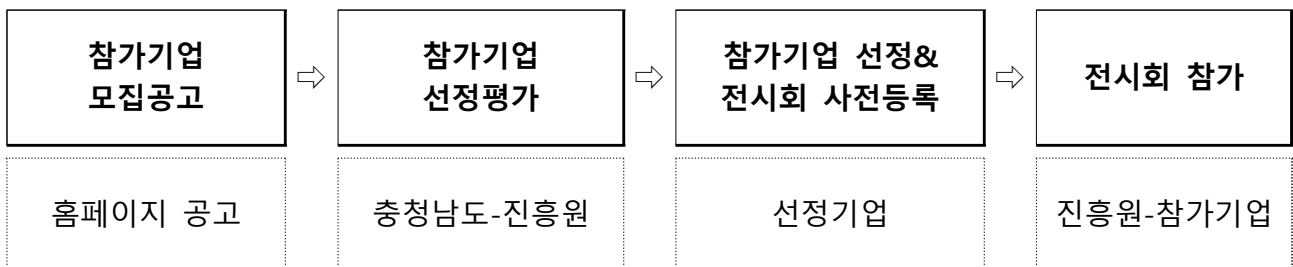 참가기업
모집공고
⇨
참가기업
선정평가
⇨
참가기업 선정&
전시회 사전등록
⇨
전시회 참가
홈페이지 공고
충청남도-진흥원
선정기업
진흥원-참가기업